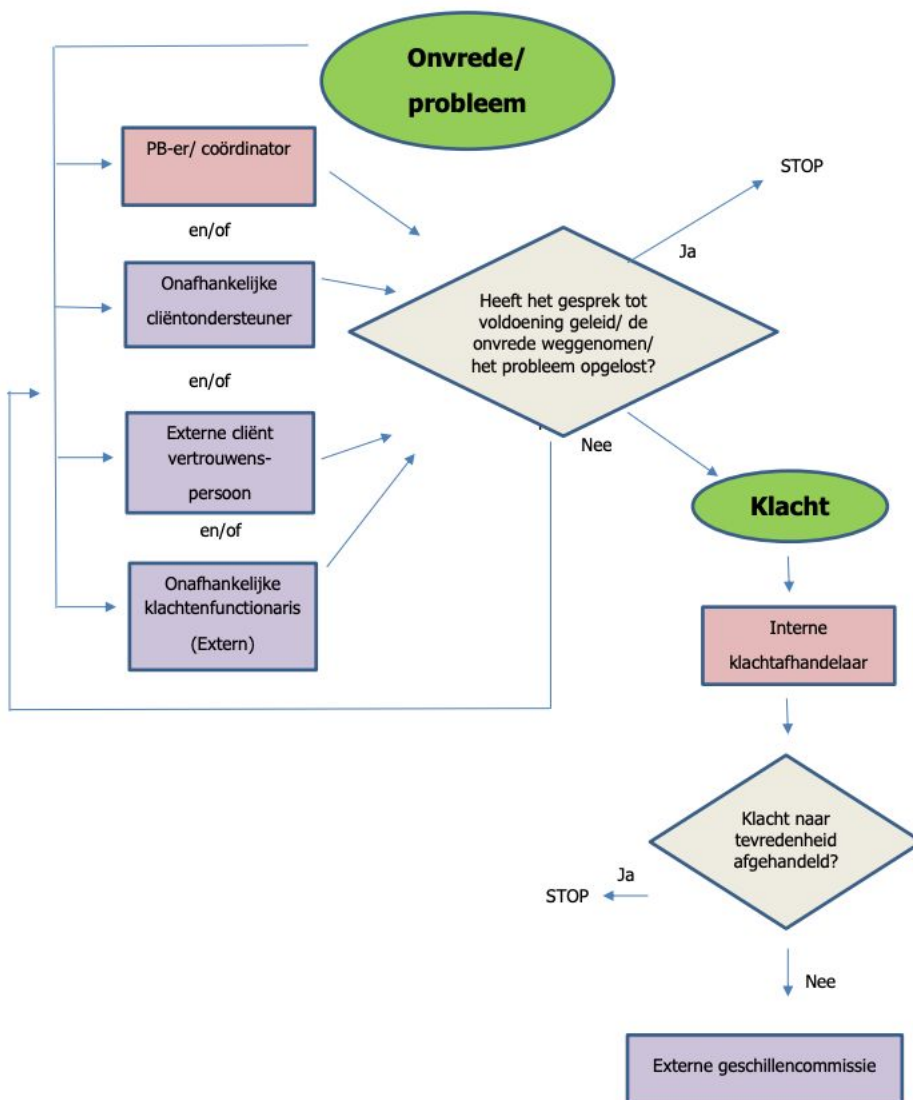 Onvrede/
probleem
PB-er/ coördinator
en/of
Onafhankelijke
cliëntondersteuner
en/of
Externe cliënt
vertrouwens-
persoon
en/of
Onafhankelijke
klachtenfunctionaris
(Extern)
STOP
Ja
Heeft het gesprek tot
voldoening geleid/ de
onvrede weggenomen/
het probleem opgelost?
Nee
Klacht
Interne
klachtafhandelaar
Klacht naar
tevredenheid
afgehandeld?
Ja
STOP
Nee
Externe geschillencommissie